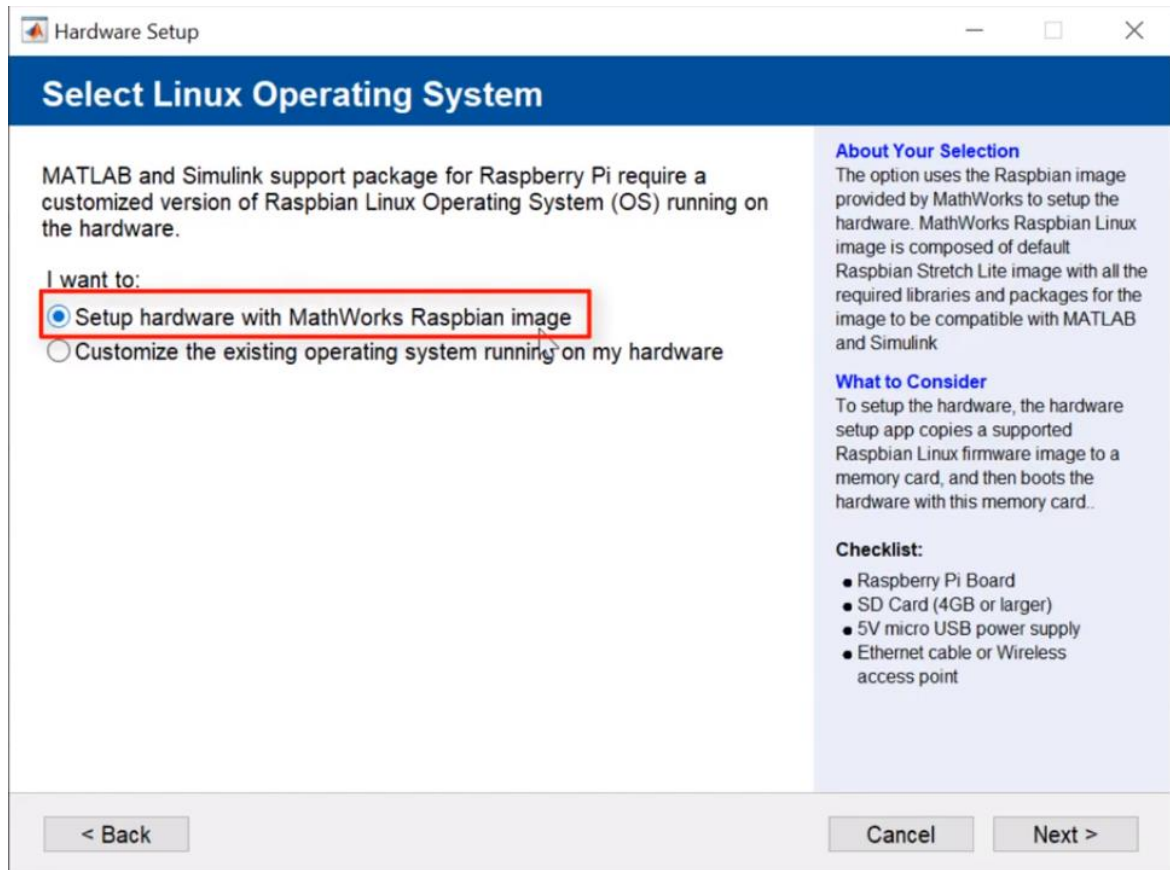 Hardware Setup
Select Linux Operating System
MATLAB and Simulink support package for Raspberry Pi require a
customized version of Raspbian Linux Operating System (OS) running on
the hardware.
I want to:
Setup hardware with MathWorks Raspbian image
Customize the existing operating system running on my hardware
About Your Selection
The option uses the Raspbian image
provided by MathWorks to setup the
hardware. MathWorks Raspbian Linux
image is composed of default
Raspbian Stretch Lite image with all the
required libraries and packages for the
image to be compatible with MATLAB
and Simulink
What to Consider
To setup the hardware, the hardware
setup app copies a supported
Raspbian Linux firmware image to a
memory card, and then boots the
hardware with this memory card..
Checklist:
● Raspberry Pi Board
● SD Card (4GB or larger)
● 5V micro USB power supply
● Ethernet cable or Wireless
access point
< Back
Cancel
Next >